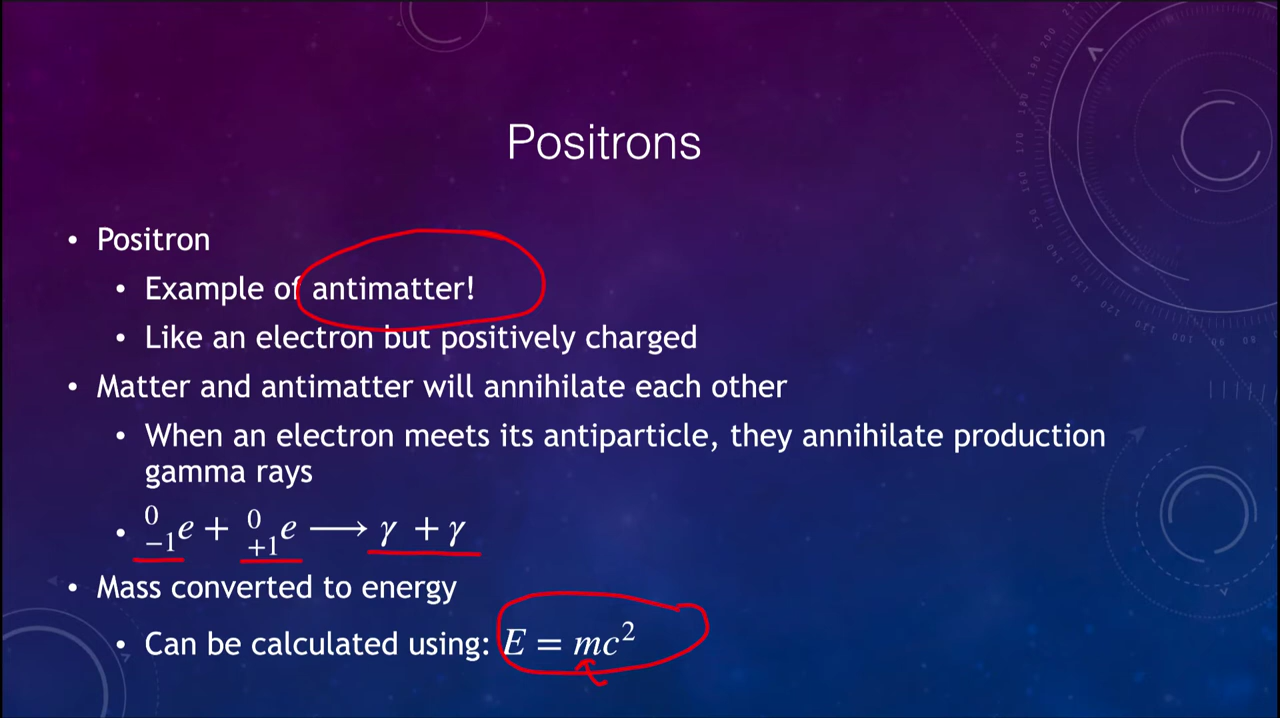 Positrons
• Positron
• Example of antimatter!
• Like an electron but positively charged
• Matter and antimatter will annihilate each other
• When an electron meets its antiparticle, they annihilate production
gamma rays
• ⁰₋₁e + ⁰₊₁e ⟶ γ + γ
• Mass converted to energy
• Can be calculated using: E = mc²